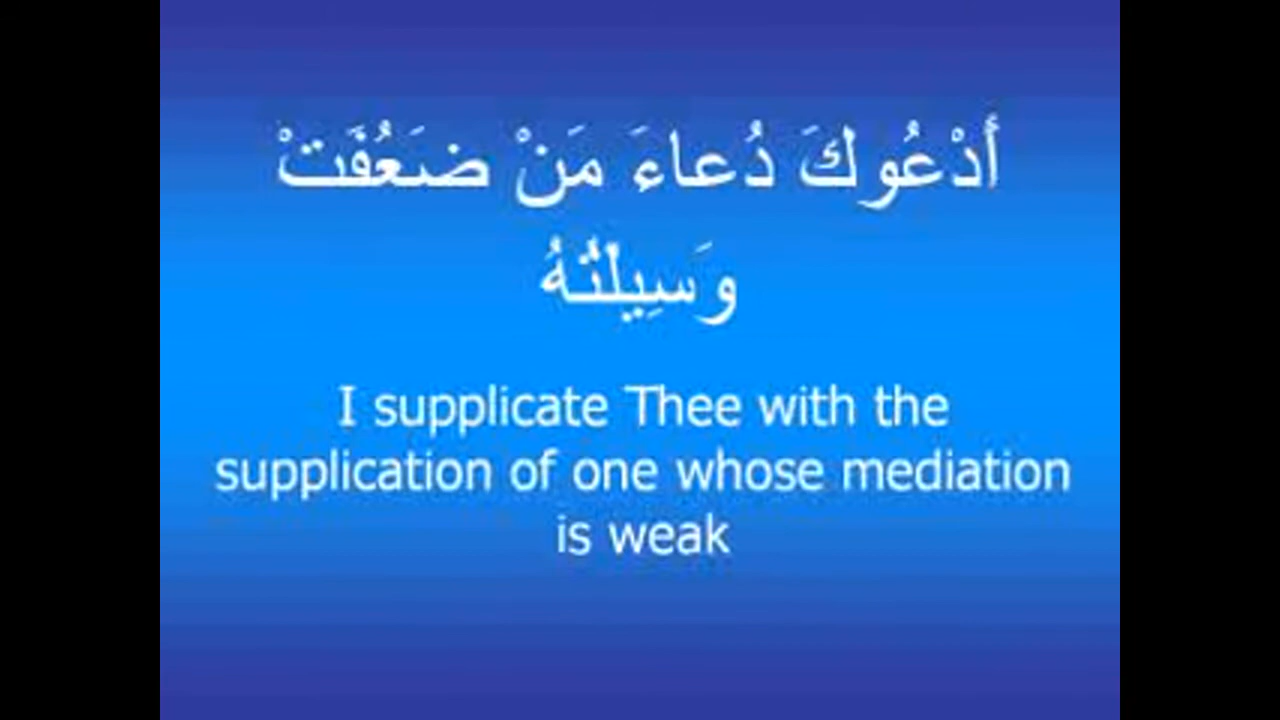 أَدْعُوكَ دُعاءَ مَنْ ضَعُفَتْ
وَسِيلَتُهُ
I supplicate Thee with the
supplication of one whose mediation
is weak